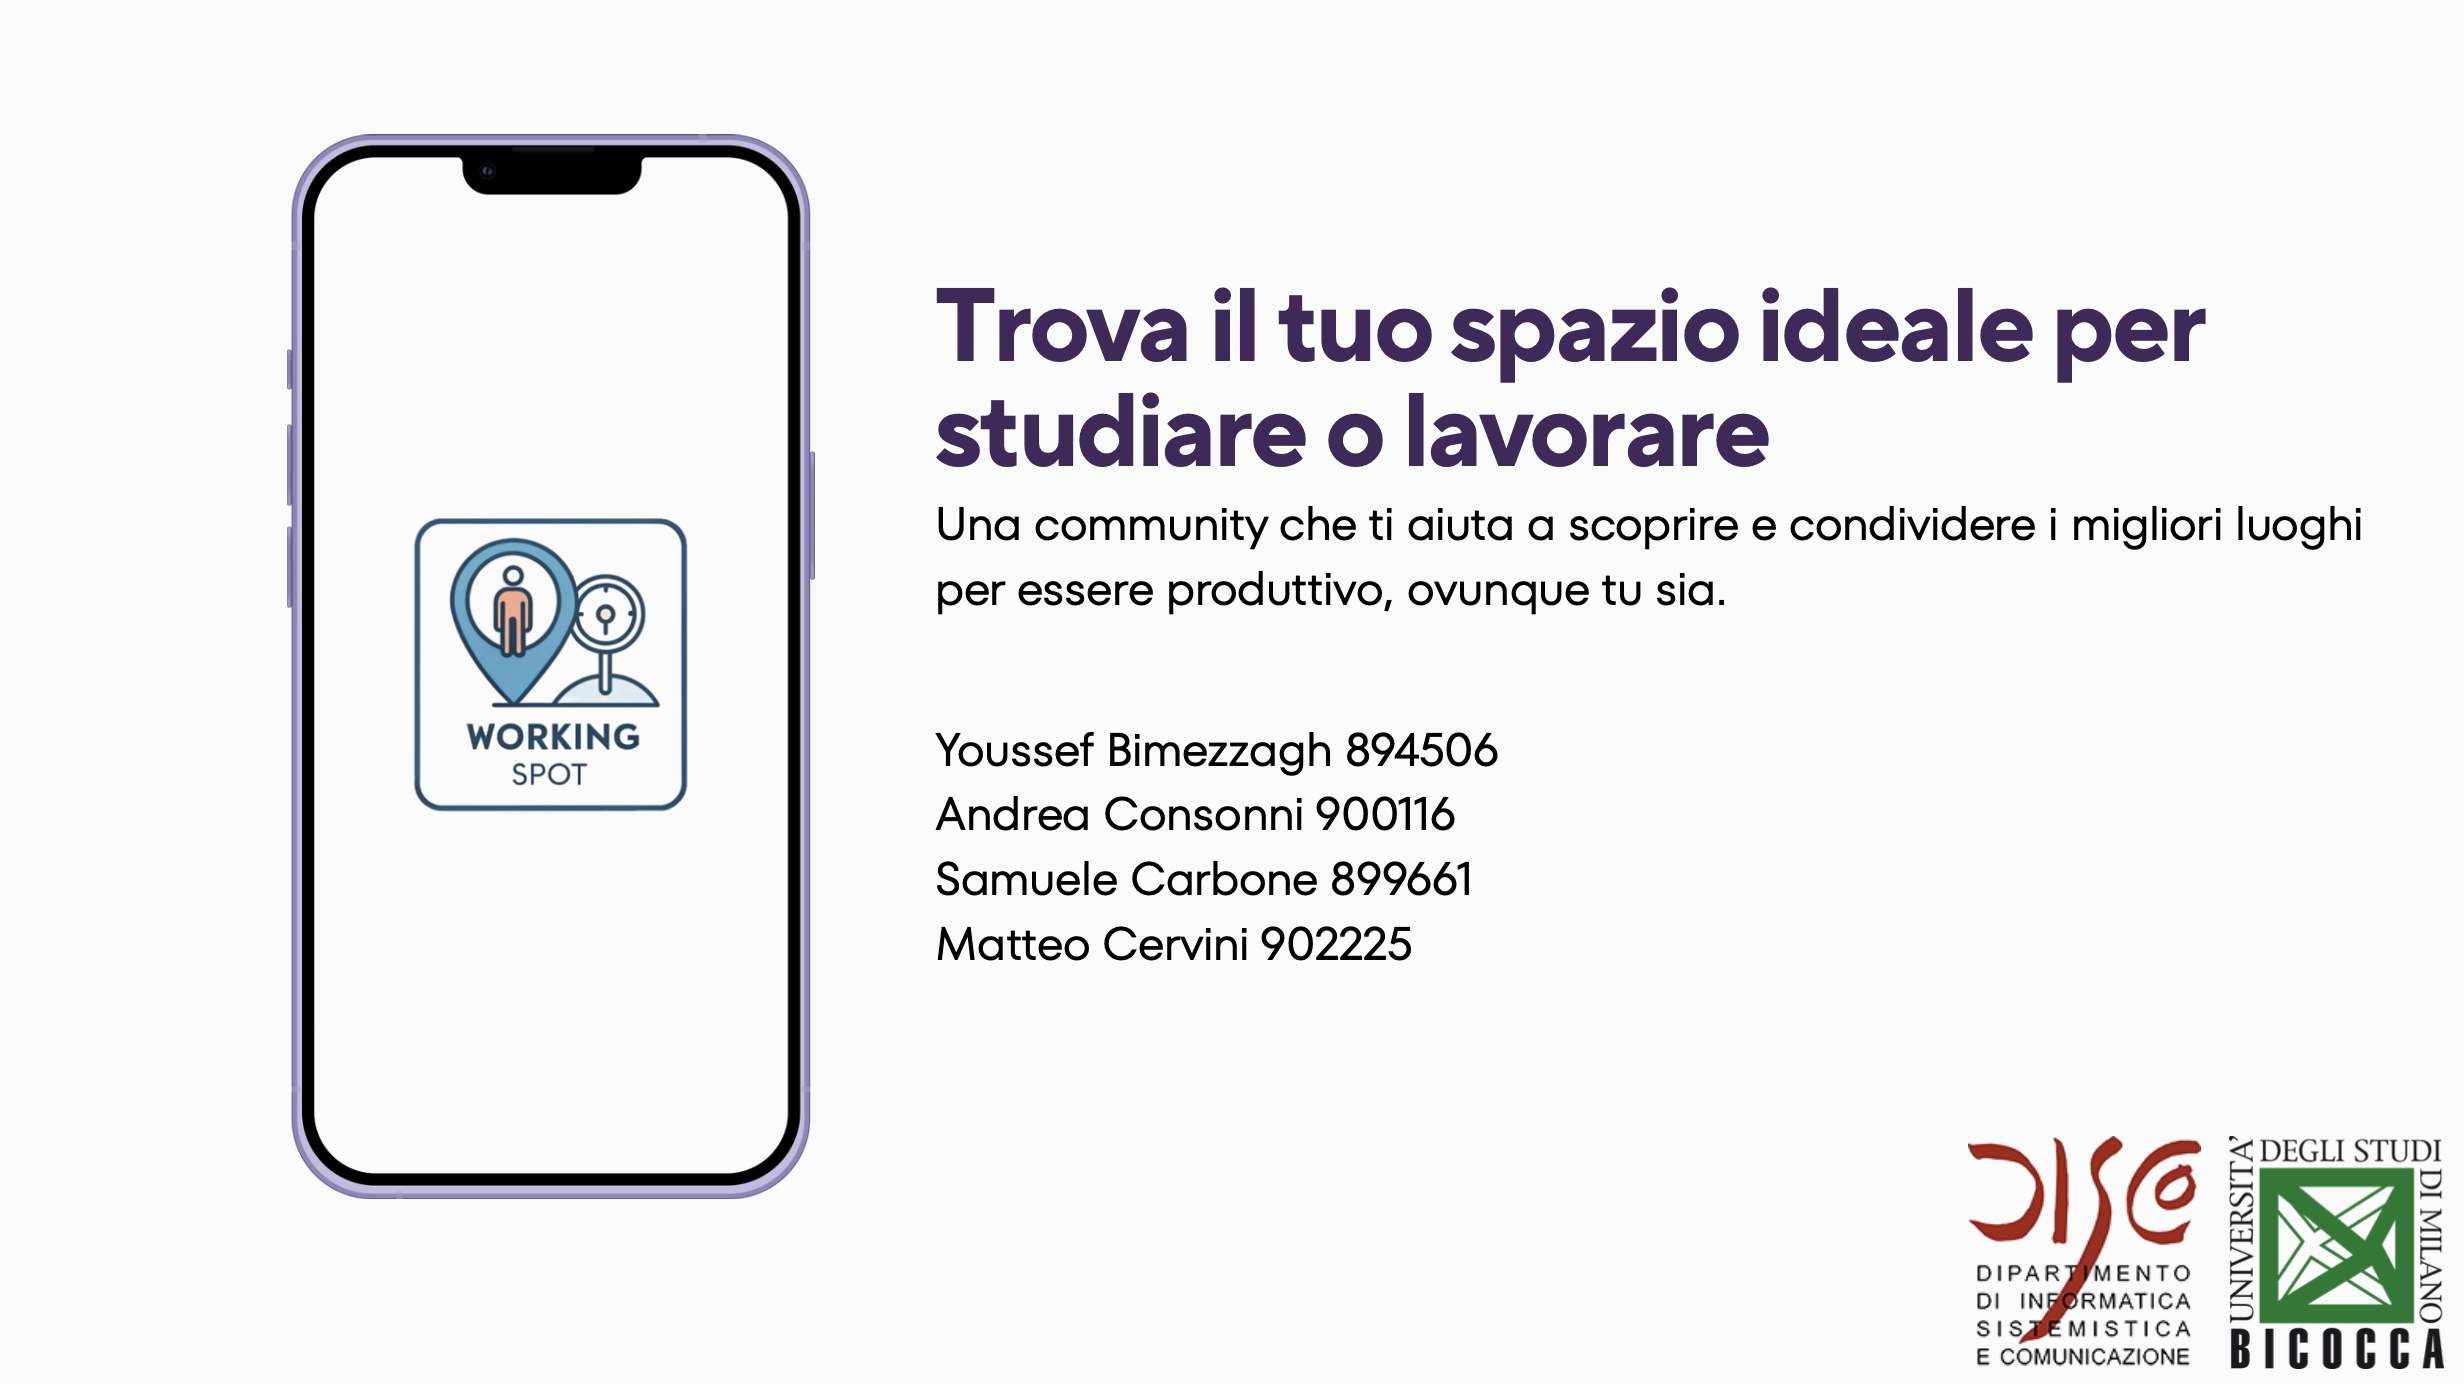 Trova il tuo spazio ideale per
studiare o lavorare
Una community che ti aiuta a scoprire e condividere i migliori luoghi
per essere produttivo, ovunque tu sia.
Youssef Bimezzagh 894506
Andrea Consonni 900116
Samuele Carbone 899661
Matteo Cervini 902225
WORKING
SPOT
DISCo
DIPARTIMENTO
DI INFORMATICA
SISTEMISTICA
E COMUNICAZIONE
UNIVERSITA'
DEGLI STUDI
DI MILANO
BICOCCA